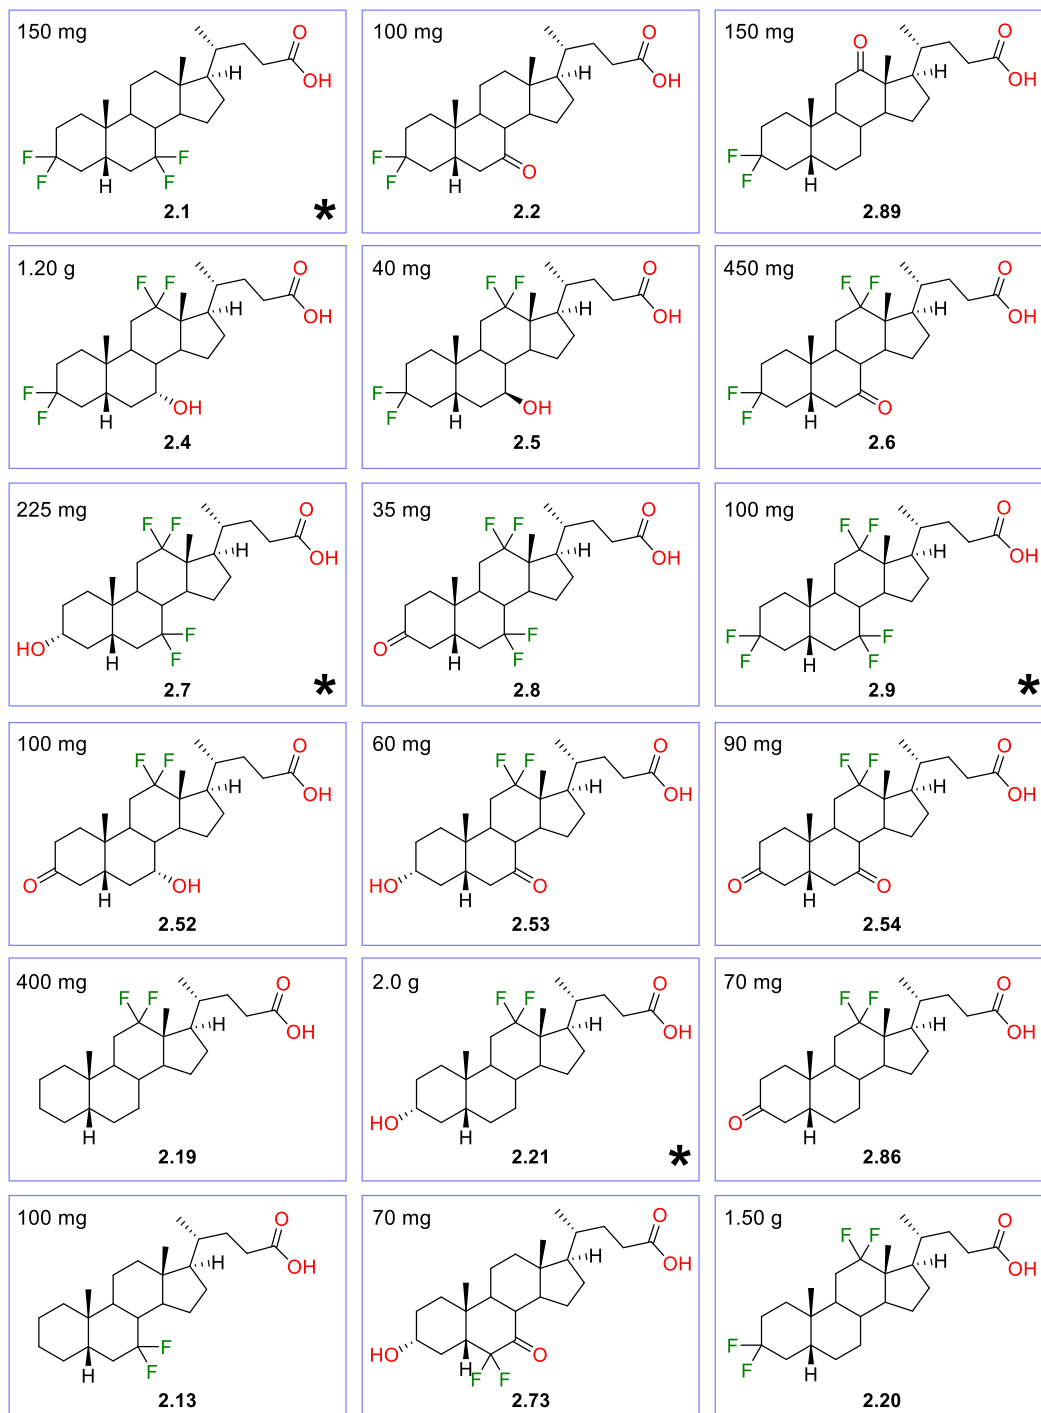 150 mg
O
OH
H
F
F
F
F
H
2.1
*
100 mg
O
OH
H
F
F
O
H
2.2
150 mg
O
O
OH
H
F
F
H
2.89
1.20 g
O
F F
OH
H
F
F
OH
H
2.4
40 mg
O
F F
OH
H
F
F
OH
H
2.5
450 mg
O
F F
OH
H
F
F
O
H
2.6
225 mg
O
F F
OH
H
F
HO
F
H
2.7
*
35 mg
O
F F
OH
H
F
O
F
H
2.8
100 mg
O
F F
OH
H
F
F
F
F
H
2.9
*
100 mg
O
F F
OH
H
O
OH
H
2.52
60 mg
O
F F
OH
H
HO
O
H
2.53
90 mg
O
F F
OH
H
O
O
H
2.54
400 mg
O
F F
OH
H
H
2.19
2.0 g
O
F F
OH
H
HO
H
2.21
*
70 mg
O
F F
OH
H
O
H
2.86
100 mg
O
OH
H
F
F
H
2.13
70 mg
O
OH
H
HO
O
H
F F
2.73
1.50 g
O
F F
OH
H
F
F
H
2.20